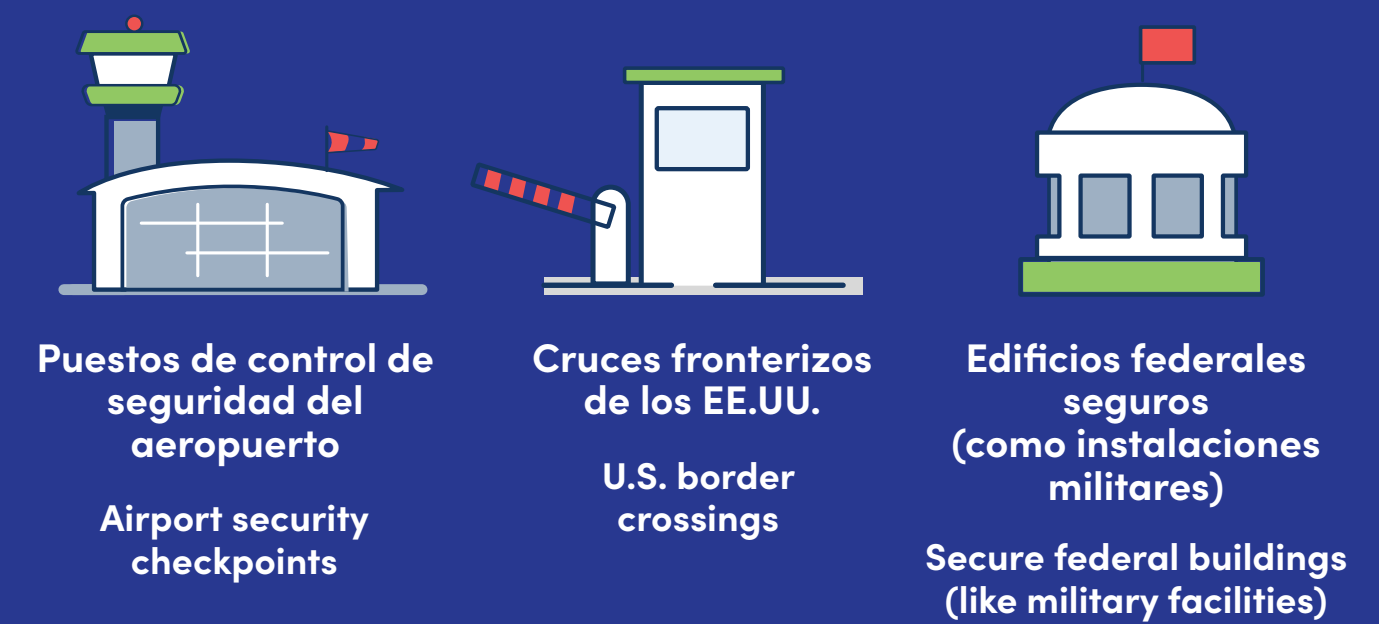 Puestos de control de
seguridad del
aeropuerto
Airport security
checkpoints
Cruces fronterizos
de los EE.UU.
U.S. border
crossings
Edificios federales
seguros
(como instalaciones
militares)
Secure federal buildings
(like military facilities)